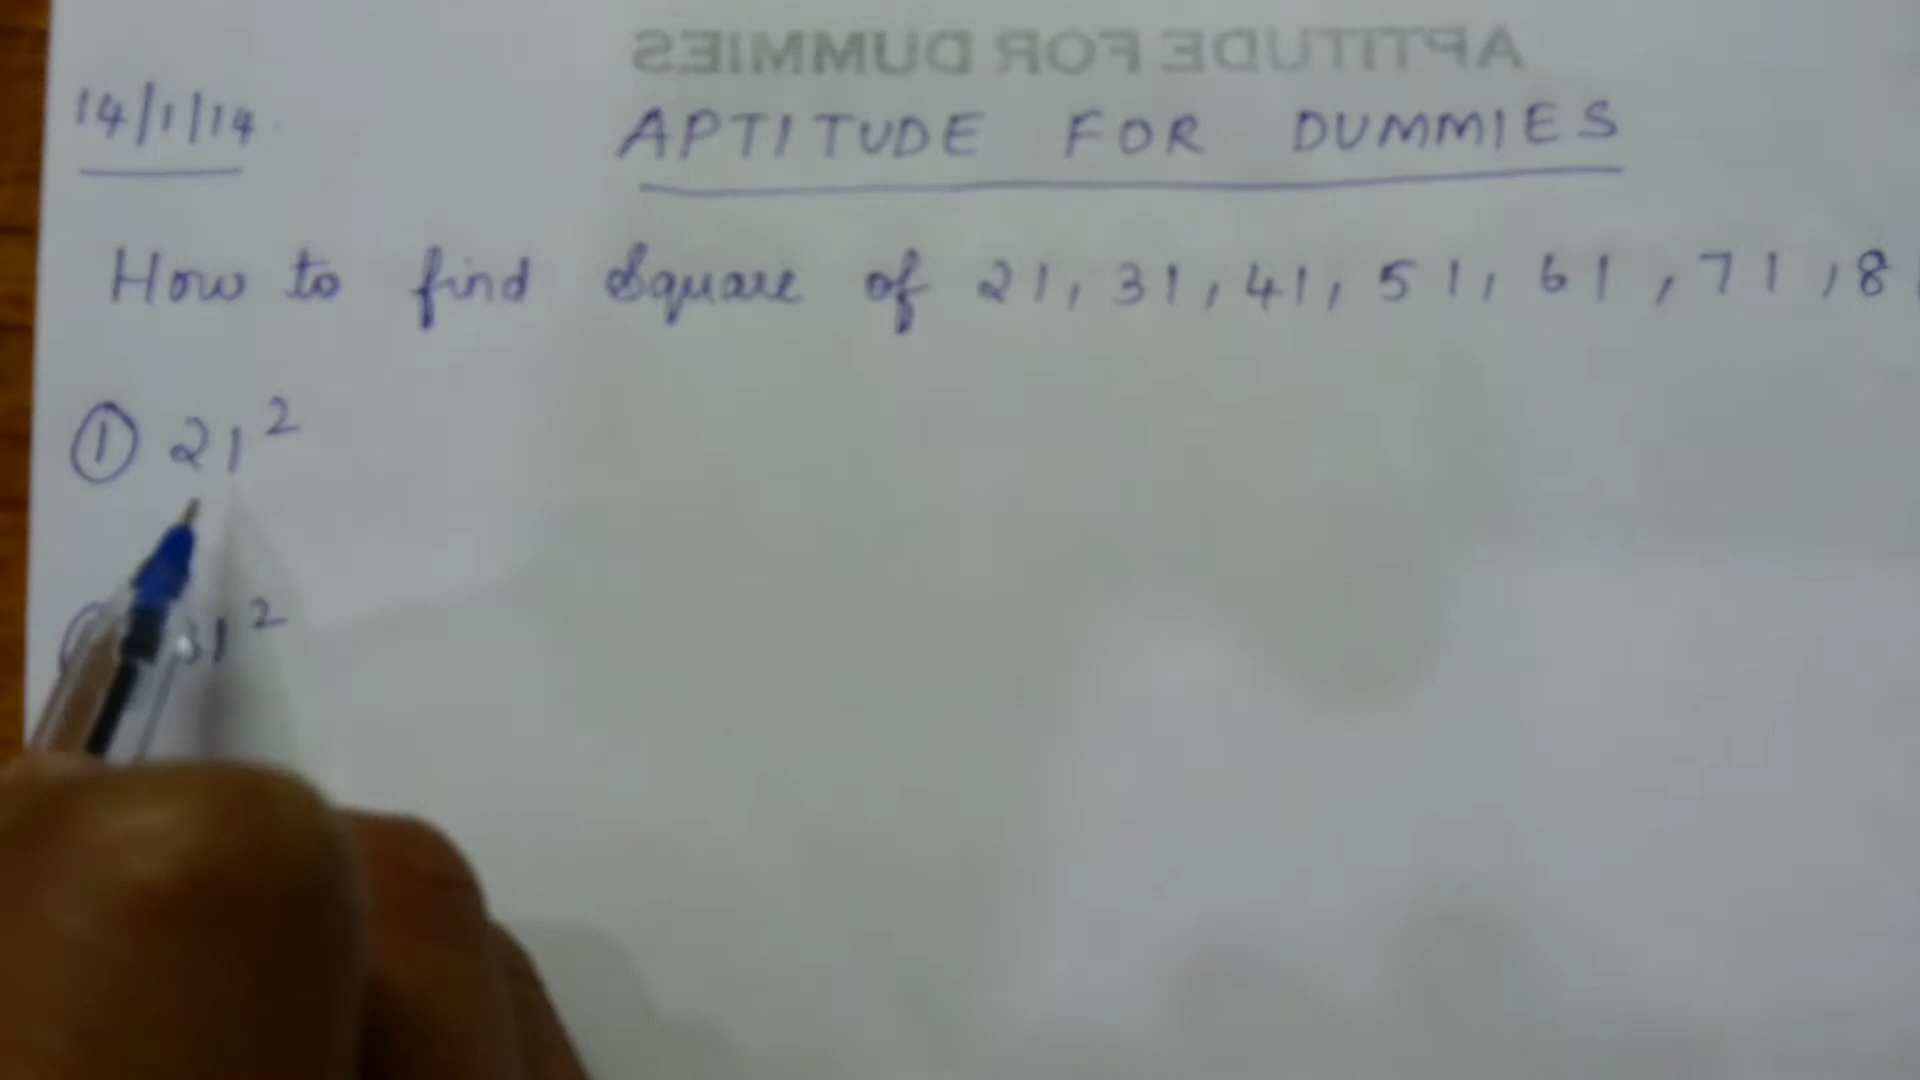 APTITUDE FOR DUMMIES
14/1/14.
APTITUDE FOR DUMMIES
How to find Square of 21, 31, 41, 51, 61, 71, 8
① 21²
31²